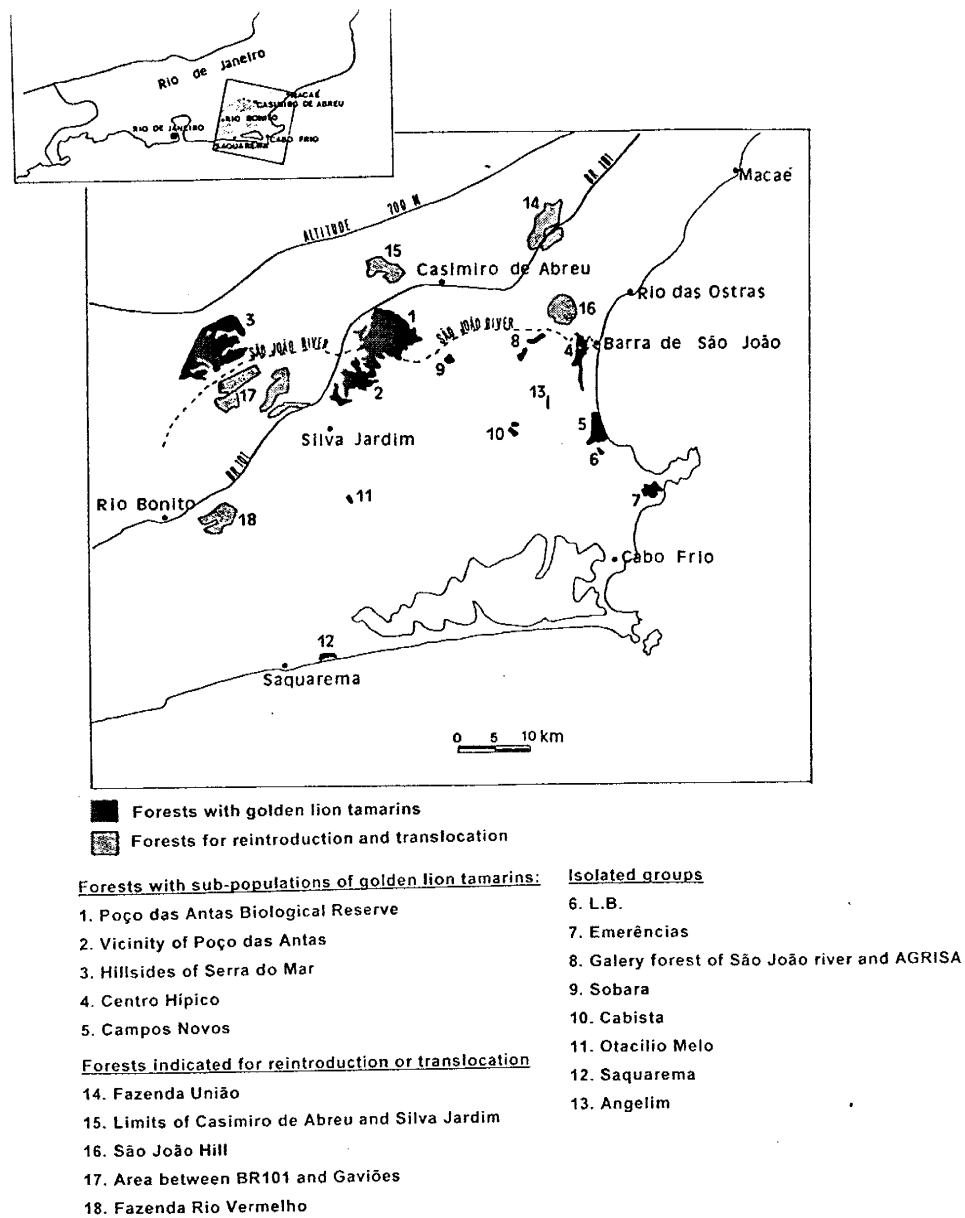 Rio de Janeiro
MACAÉ
CASIMIRO DE ABREU
RIO BONITO
RIO DE JANEIRO
SAQUAREMA
CABO FRIO
ALTITUDE 700 M
BR 101
Macaé
14
15
Casimiro de Abreu
Rio das Ostras
16
3
1
SÃO JOÃO RIVER
SÃO JOÃO RIVER
8
4
Barra de São João
9
2
17
13
Silva Jardim
10
5
6
BR 101
Rio Bonito
11
7
18
Cabo Frio
12
Saquarema
0 5 10 km
Forests with golden lion tamarins
Forests for reintroduction and translocation
Forests with sub-populations of golden lion tamarins:
1. Poço das Antas Biological Reserve
2. Vicinity of Poço das Antas
3. Hillsides of Serra do Mar
4. Centro Hípico
5. Campos Novos
Forests indicated for reintroduction or translocation
14. Fazenda União
15. Limits of Casimiro de Abreu and Silva Jardim
16. São João Hill
17. Area between BR101 and Gaviões
18. Fazenda Rio Vermelho
Isolated groups
6. L.B.
7. Emerências
8. Galery forest of São João river and AGRISA
9. Sobara
10. Cabista
11. Otacílio Melo
12. Saquarema
13. Angelim